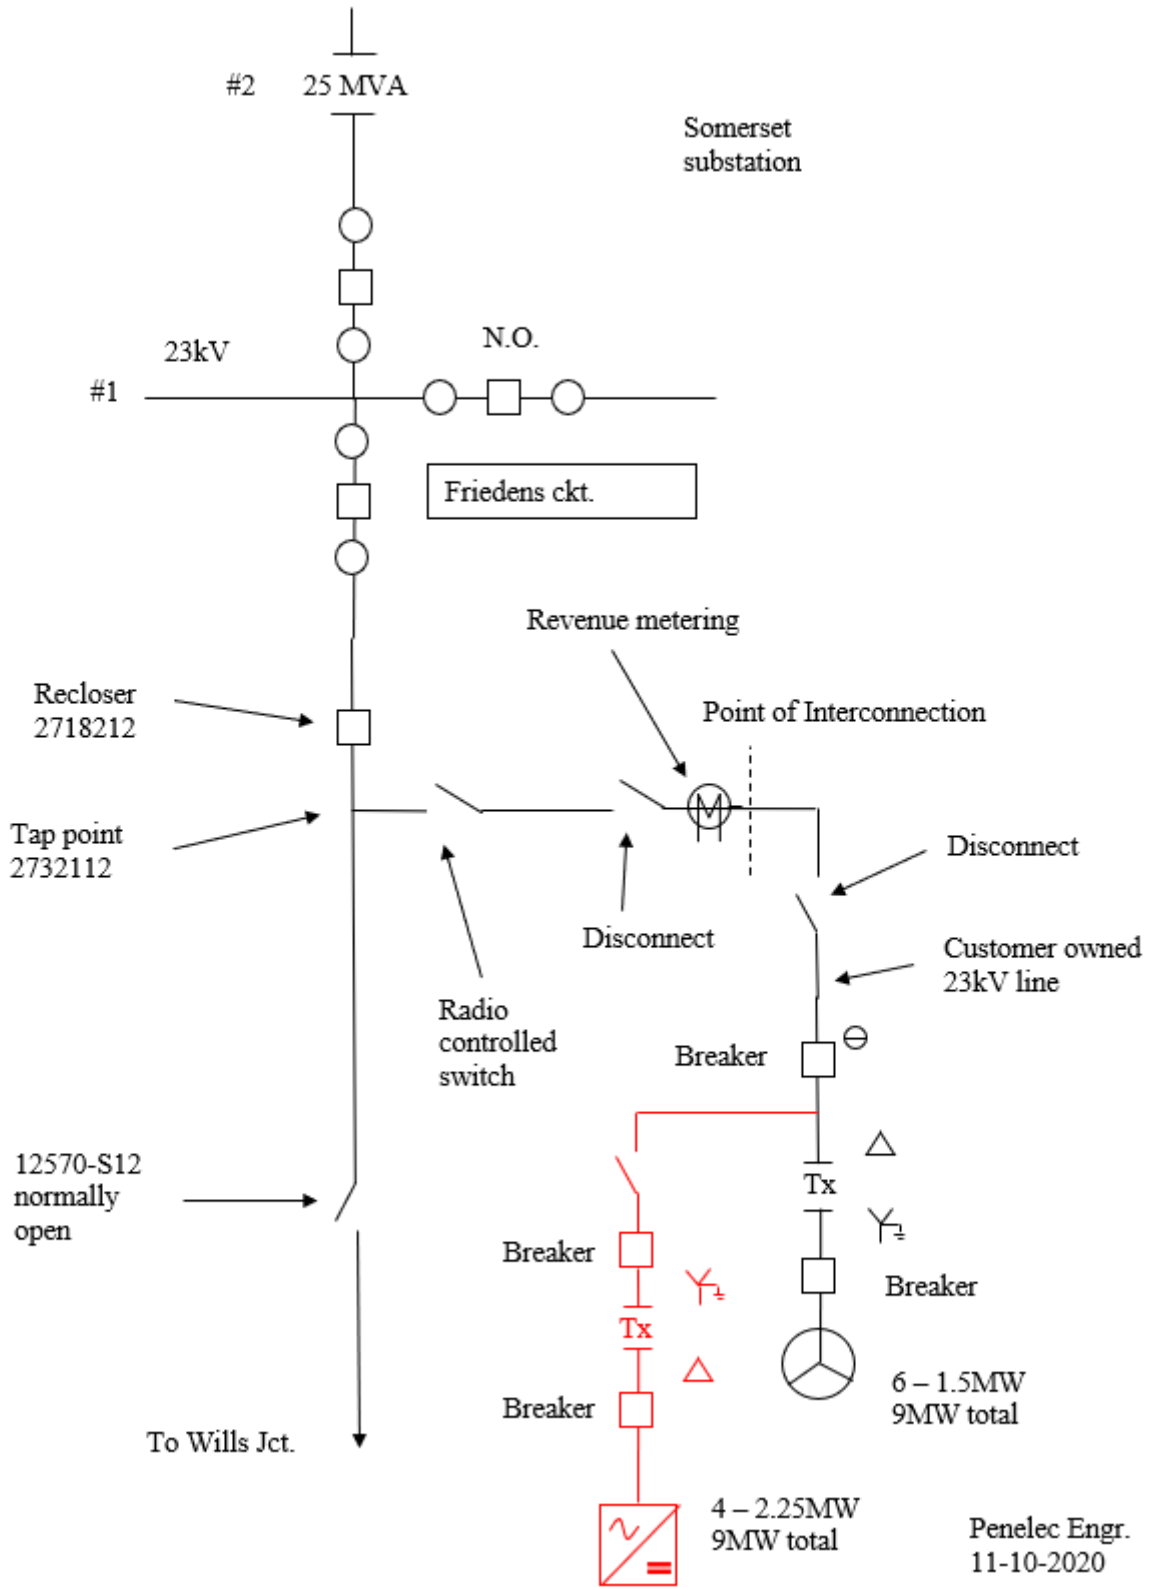 #2 25 MVA
Somerset
substation
23kV
N.O.
#1
Friedens ckt.
Revenue metering
Recloser
2718212
Point of Interconnection
M
Tap point
2732112
Disconnect
Disconnect
Customer owned
23kV line
Radio
controlled
switch
Breaker
12570-S12
normally
open
Tx
Breaker
Breaker
Tx
Breaker
6 – 1.5MW
9MW total
To Wills Jct.
4 – 2.25MW
9MW total
Penelec Engr.
11-10-2020